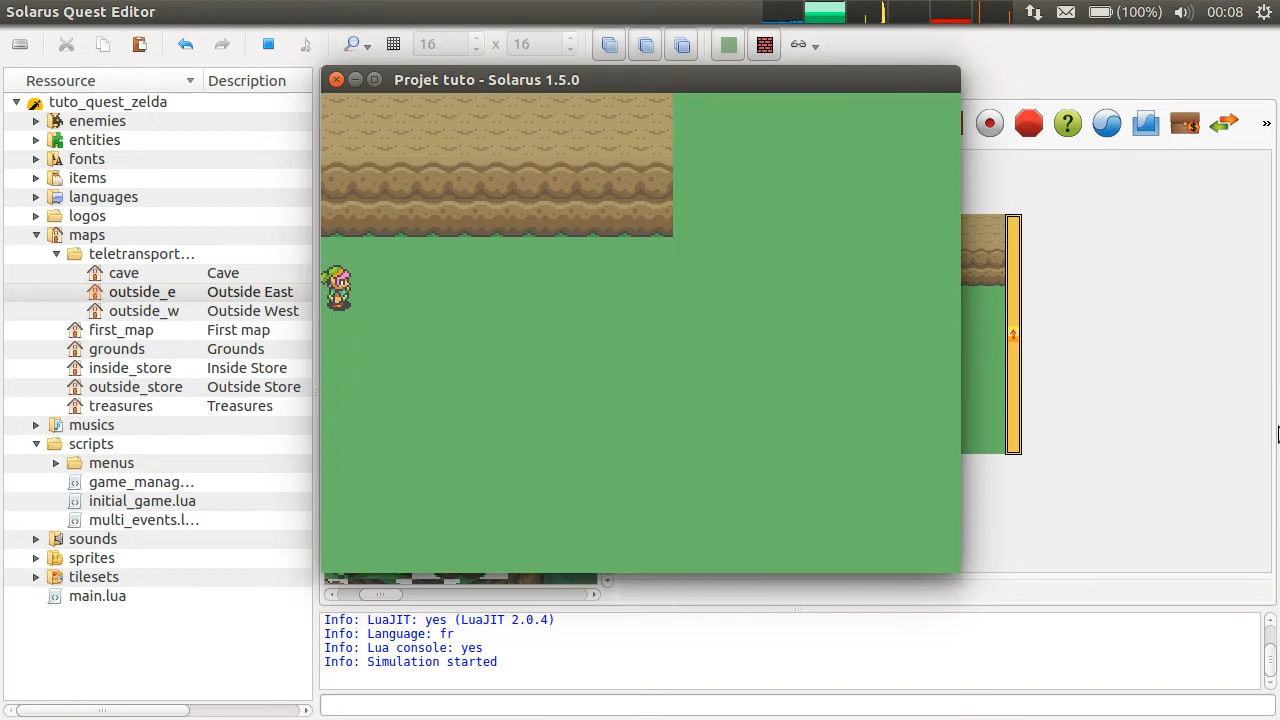 Solarus Quest Editor
(100%)
00:08
16 x 16
Ressource Description
Projet tuto - Solarus 1.5.0
tuto_quest_zelda
enemies
entities
fonts
items
languages
logos
maps
teletransport...
cave Cave
outside_e Outside East
outside_w Outside West
first_map First map
grounds Grounds
inside_store Inside Store
outside_store Outside Store
treasures Treasures
musics
scripts
menus
game_manag...
initial_game.lua
multi_events.l...
sounds
sprites
tilesets
main.lua
Info: LuaJIT: yes (LuaJIT 2.0.4)
Info: Language: fr
Info: Lua console: yes
Info: Simulation started